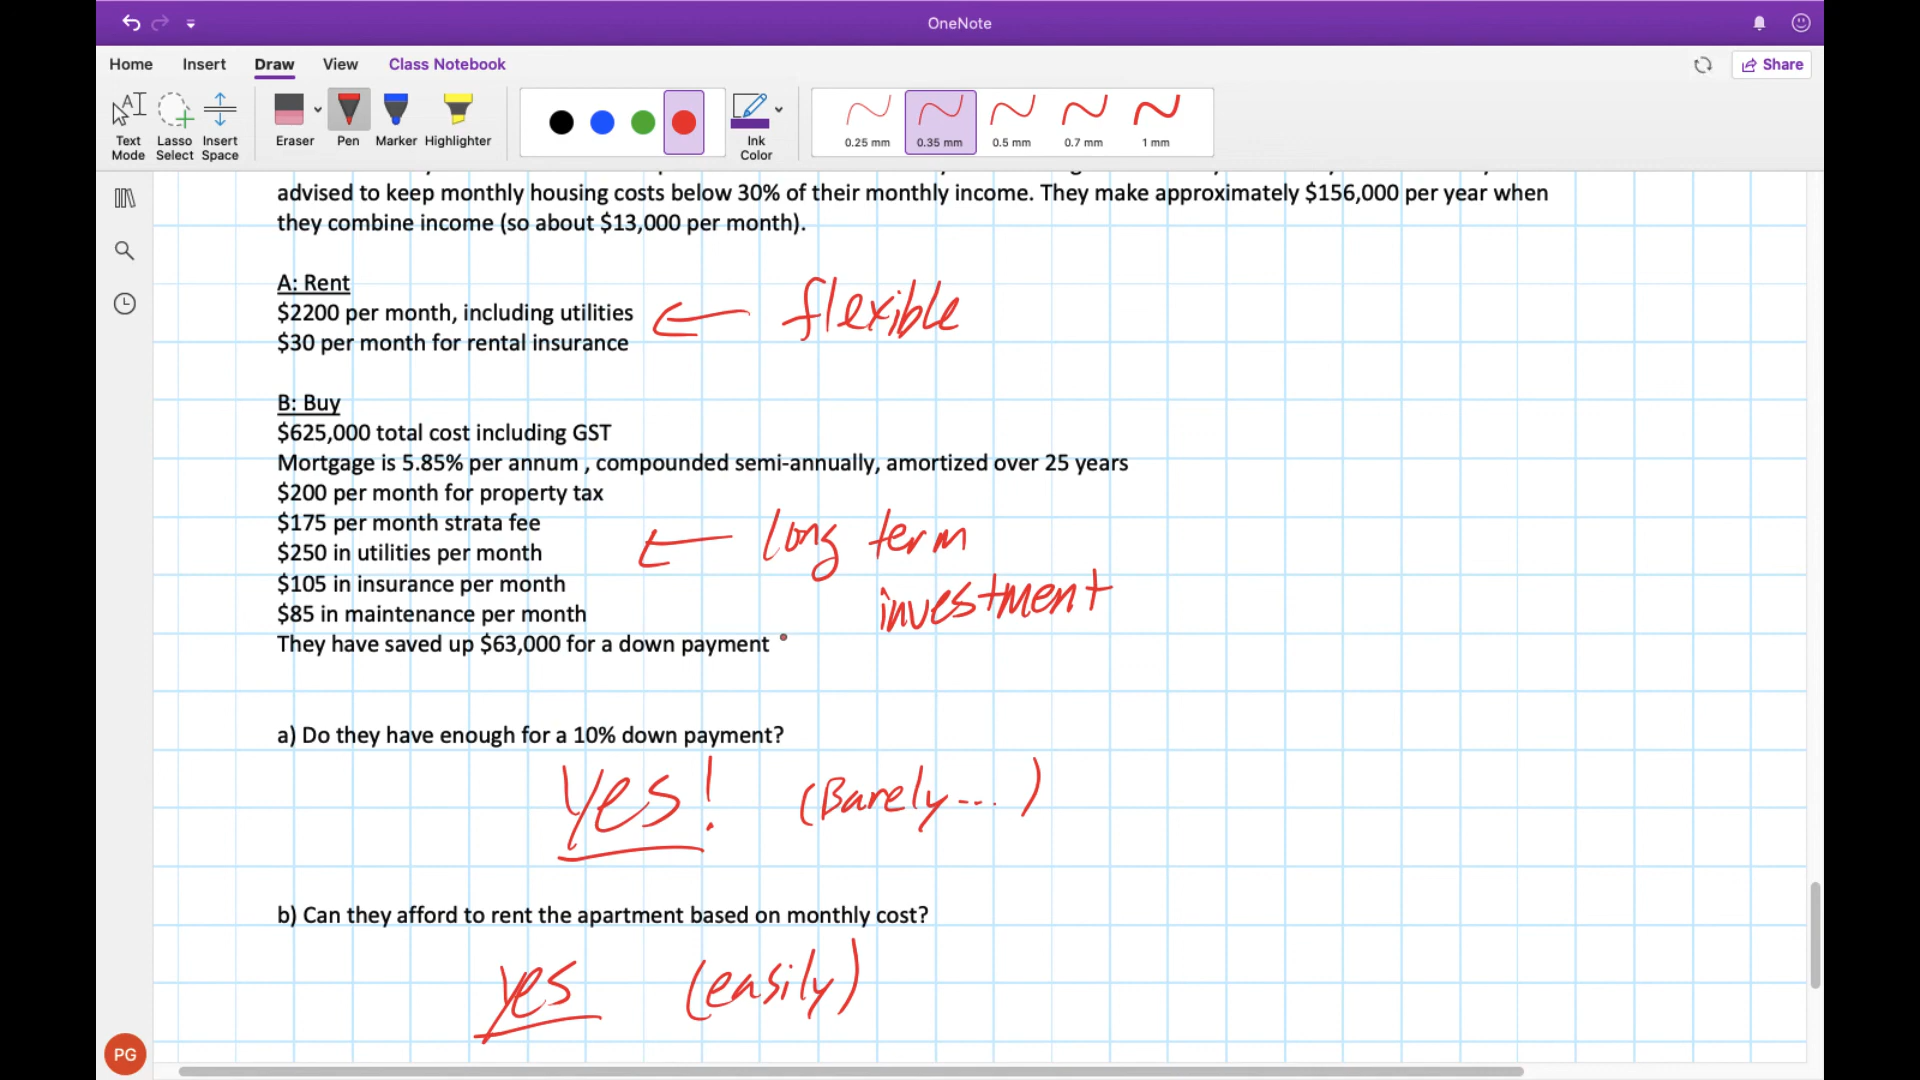 OneNote
Home Insert Draw View Class Notebook
Share
Text Mode
Lasso Select
Insert Space
Eraser
Pen
Marker
Highlighter
Ink Color
0.25 mm
0.35 mm
0.5 mm
0.7 mm
1 mm
advised to keep monthly housing costs below 30% of their monthly income. They make approximately $156,000 per year when
they combine income (so about $13,000 per month).
A: Rent
$2200 per month, including utilities
flexible
$30 per month for rental insurance
B: Buy
$625,000 total cost including GST
Mortgage is 5.85% per annum , compounded semi-annually, amortized over 25 years
$200 per month for property tax
$175 per month strata fee
long term
$250 in utilities per month
$105 in insurance per month
investment
$85 in maintenance per month
They have saved up $63,000 for a down payment
a) Do they have enough for a 10% down payment?
Yes! (Barely... )
b) Can they afford to rent the apartment based on monthly cost?
yes (easily)
PG